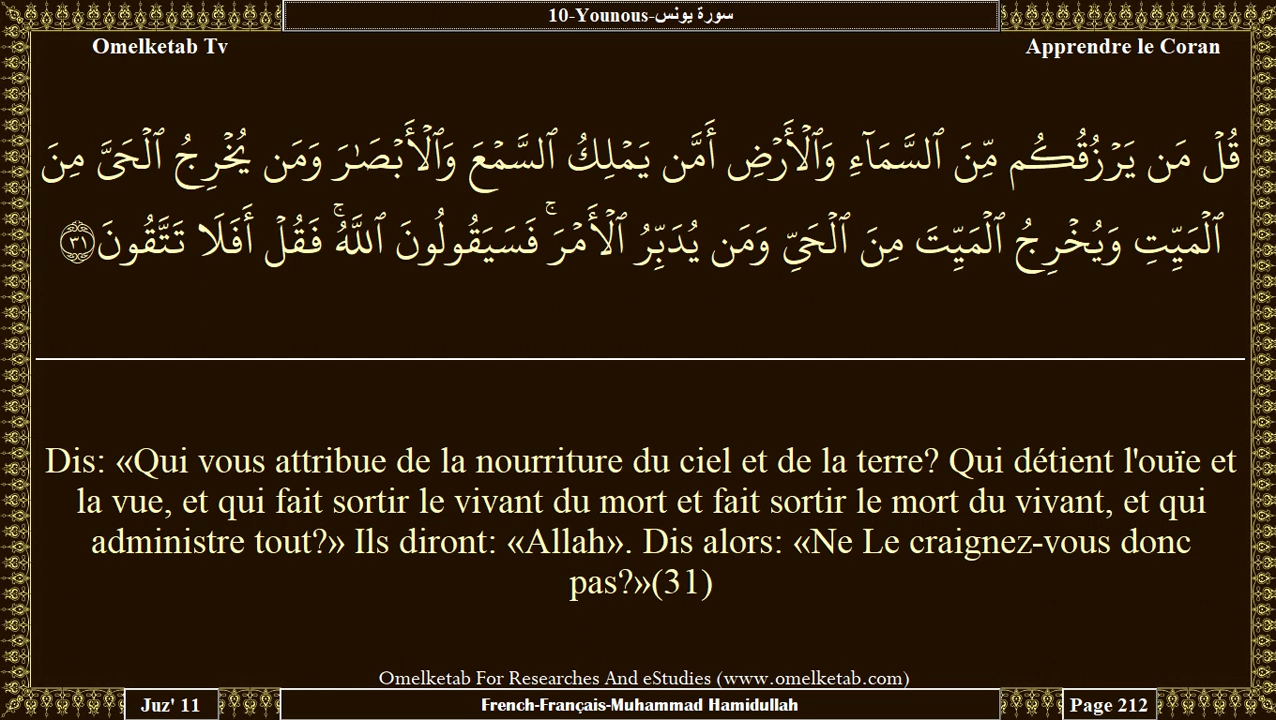 10-Younous-سورة يونس
Omelketab Tv
Apprendre le Coran
قُلۡ مَن يَرۡزُقُكُم مِّنَ ٱلسَّمَآءِ وَٱلۡأَرۡضِ أَمَّن يَمۡلِكُ ٱلسَّمۡعَ وَٱلۡأَبۡصَٰرَ وَمَن يُخۡرِجُ ٱلۡحَيَّ مِنَ
ٱلۡمَيِّتِ وَيُخۡرِجُ ٱلۡمَيِّتَ مِنَ ٱلۡحَيِّ وَمَن يُدَبِّرُ ٱلۡأَمۡرَۚ فَسَيَقُولُونَ ٱللَّهُۚ فَقُلۡ أَفَلَا تَتَّقُونَ ٣١
Dis: «Qui vous attribue de la nourriture du ciel et de la terre? Qui détient l'ouïe et
la vue, et qui fait sortir le vivant du mort et fait sortir le mort du vivant, et qui
administre tout?» Ils diront: «Allah». Dis alors: «Ne Le craignez-vous donc
pas?»(31)
Omelketab For Researches And eStudies (www.omelketab.com)
Juz' 11
French-Français-Muhammad Hamidullah
Page 212